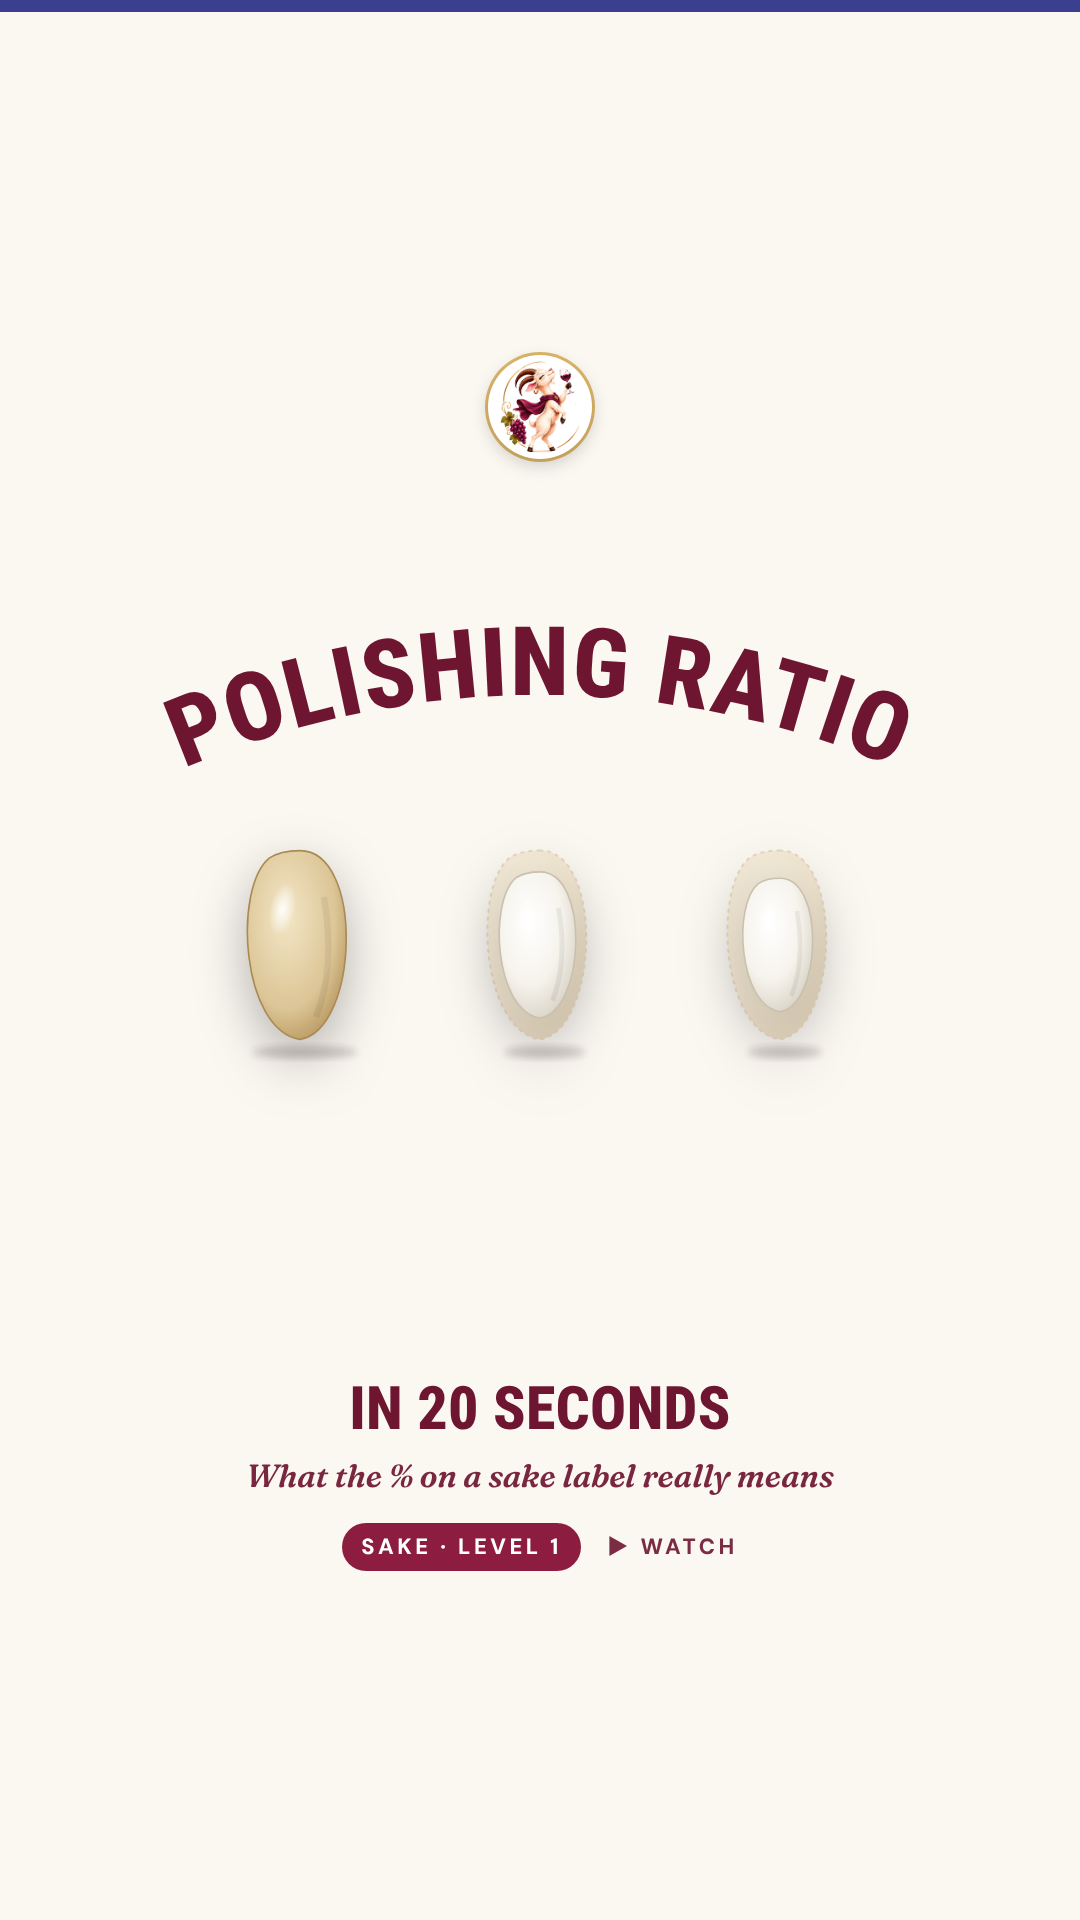 POLISHING RATIO
IN 20 SECONDS
What the % on a sake label really means
SAKE · LEVEL 1 ▶ WATCH